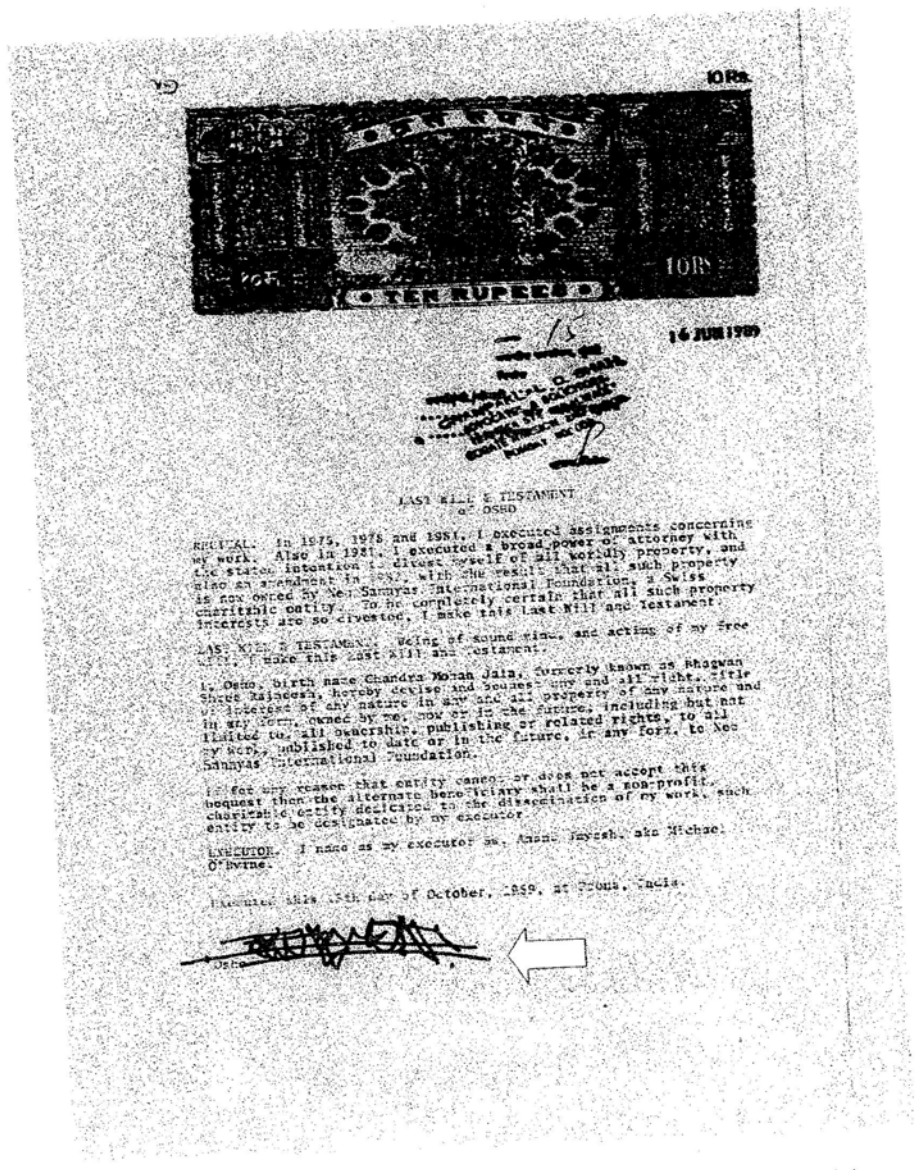 10 Rs.
10 Rs
TEN RUPEES
15
16 JUN 1989
LAST WILL & TESTAMENT
of OSHO
RECITAL. In 1975, 1978 and 1981, I executed assignments concerning
my work. Also in 1981, I executed a broad power of attorney with
the stated intention to divest myself of all worldly property, and
also an amendment in 1982, with the result that all such property
is now owned by Neo Sannyas International Foundation, a Swiss
charitable entity. To be completely certain that all such property
interests are so divested, I make this Last Will and Testament.
LAST WILL & TESTAMENT. Being of sound mind, and acting of my free
will, I make this Last Will and Testament.
I, Osho, birth name Chandra Mohan Jain, formerly known as Bhagwan
Shree Rajneesh, hereby devise and bequest any and all right, title
or interest of any nature in any and all property of any nature and
in any form, owned by me, now or in the future, including but not
limited to, all ownership, publishing or related rights, to all
my work, published to date or in the future, in any form, to Neo
Sannyas International Foundation.
If for any reason that entity cannot or does not accept this
bequest then the alternate beneficiary shall be a non-profit,
charitable entity dedicated to the dissemination of my work, such
entity to be designated by my executor
EXECUTOR. I name as my executor Sw. Anand Jayesh, aka Michael
O'Byrne.
Executed this 15th day of October, 1989, at Poona, India.
Osho